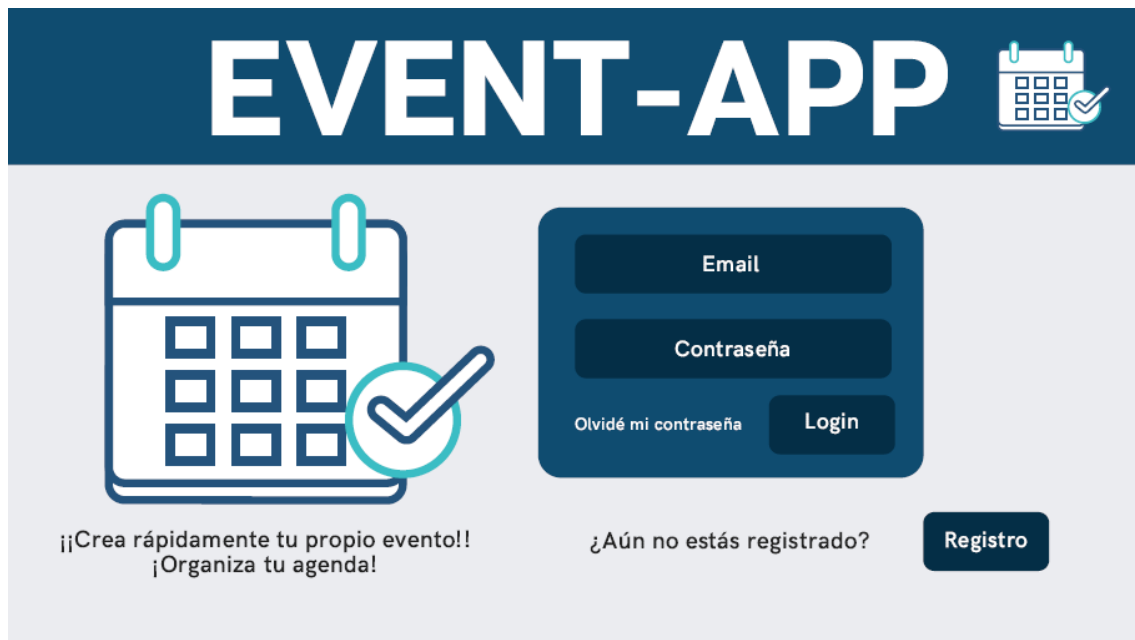 EVENT-APP
Email
Contraseña
Olvidé mi contraseña
Login
¡¡Crea rápidamente tu propio evento!!
¡Organiza tu agenda!
¿Aún no estás registrado?
Registro